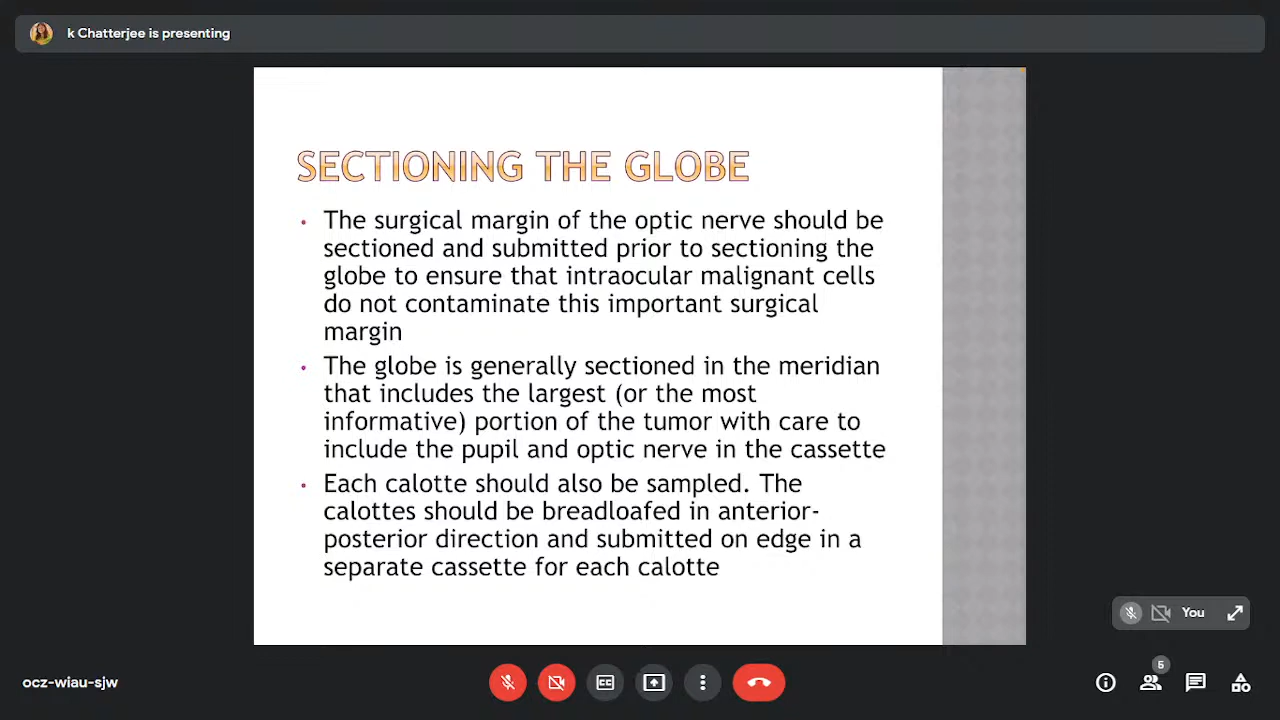 k Chatterjee is presenting
SECTIONING THE GLOBE
• The surgical margin of the optic nerve should be
sectioned and submitted prior to sectioning the
globe to ensure that intraocular malignant cells
do not contaminate this important surgical
margin
• The globe is generally sectioned in the meridian
that includes the largest (or the most
informative) portion of the tumor with care to
include the pupil and optic nerve in the cassette
• Each calotte should also be sampled. The
calottes should be breadloafed in anterior-
posterior direction and submitted on edge in a
separate cassette for each calotte
You
ocz-wiau-sjw
CC
5